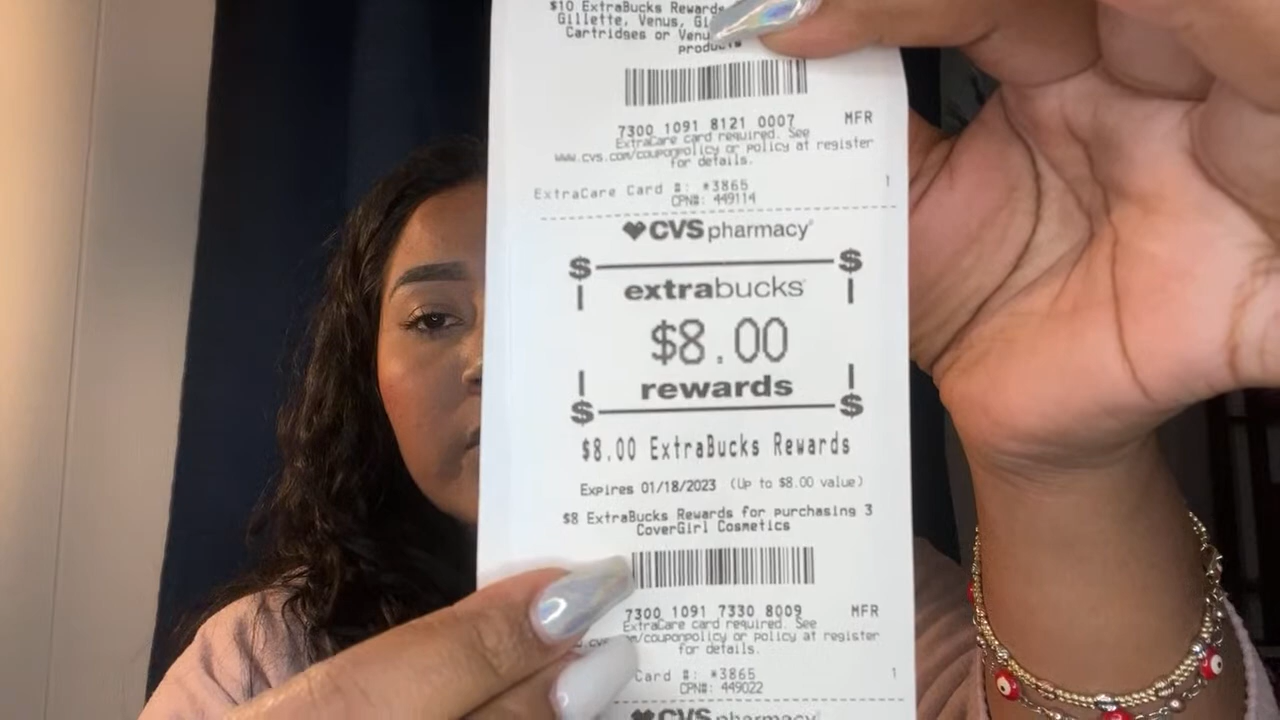 $10 ExtraBucks Rewards
Gillette, Venus,
Cartridges or
products
7300 1091 8121 0007 MFR
ExtraCare card required. See
www.cvs.com/couponpolicy or policy at register
for details.
ExtraCare Card #: *3865 1
CPN#: 449114
CVS pharmacy®
$ $
extrabucks®
$8.00
rewards
$ $
$8.00 ExtraBucks Rewards
Expires 01/18/2023 (Up to $8.00 value)
$8 ExtraBucks Rewards for purchasing 3
CoverGirl Cosmetics
7300 1091 7330 8009 MFR
ExtraCare card required. See
/couponpolicy or policy at register
for details.
Card #: *3865 1
CPN#: 449022
CVS pharmacy